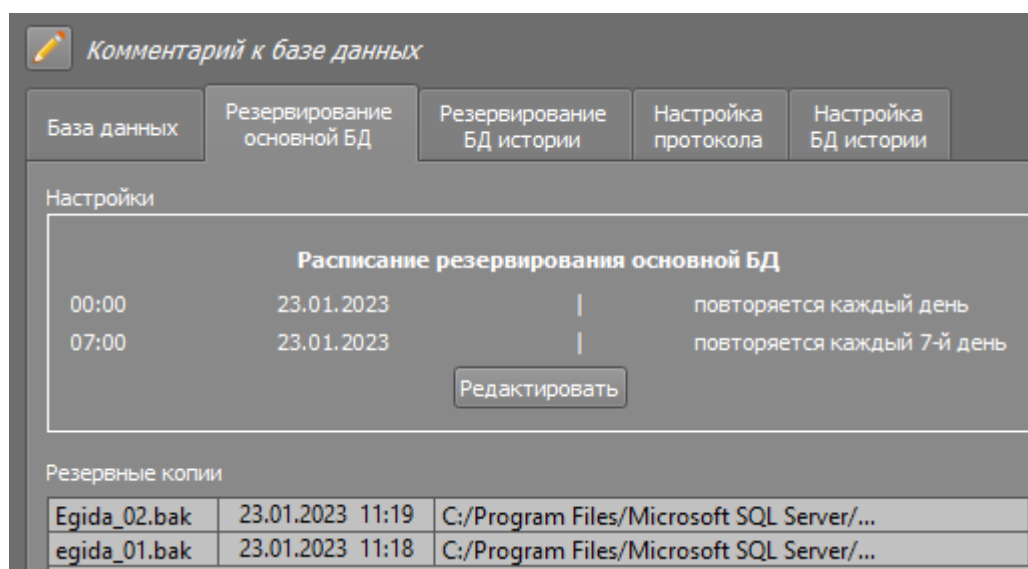 Комментарий к базе данных
База данных
Резервирование основной БД
Резервирование БД истории
Настройка протокола
Настройка БД истории
Настройки
Расписание резервирования основной БД
00:00 23.01.2023 | повторяется каждый день
07:00 23.01.2023 | повторяется каждый 7-й день
Редактировать
Резервные копии
Egida_02.bak 23.01.2023 11:19 C:/Program Files/Microsoft SQL Server/...
egida_01.bak 23.01.2023 11:18 C:/Program Files/Microsoft SQL Server/...